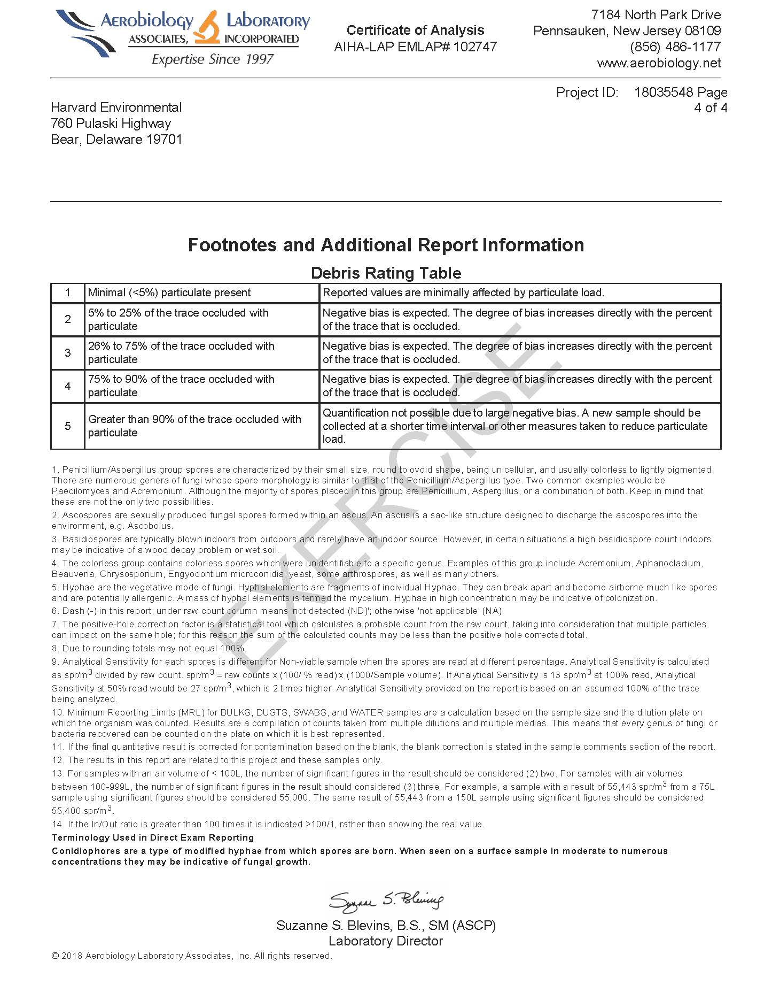 AEROBIOLOGY LABORATORY
ASSOCIATES, INCORPORATED
Expertise Since 1997
Certificate of Analysis
AIHA-LAP EMLAP# 102747
7184 North Park Drive
Pennsauken, New Jersey 08109
(856) 486-1177
www.aerobiology.net
Project ID: 18035548 Page
4 of 4
Harvard Environmental
760 Pulaski Highway
Bear, Delaware 19701
Footnotes and Additional Report Information
Debris Rating Table
1 Minimal (<5%) particulate present Reported values are minimally affected by particulate load.
2 5% to 25% of the trace occluded with
particulate
Negative bias is expected. The degree of bias increases directly with the percent
of the trace that is occluded.
3 26% to 75% of the trace occluded with
particulate
Negative bias is expected. The degree of bias increases directly with the percent
of the trace that is occluded.
4 75% to 90% of the trace occluded with
particulate
Negative bias is expected. The degree of bias increases directly with the percent
of the trace that is occluded.
5 Greater than 90% of the trace occluded with
particulate
Quantification not possible due to large negative bias. A new sample should be
collected at a shorter time interval or other measures taken to reduce particulate
load.
1. Penicillium/Aspergillus group spores are characterized by their small size, round to ovoid shape, being unicellular, and usually colorless to lightly pigmented.
There are numerous genera of fungi whose spore morphology is similar to that of the Penicillium/Aspergillus type. Two common examples would be
Paecilomyces and Acremonium. Although the majority of spores placed in this group are Penicillium, Aspergillus, or a combination of both. Keep in mind that
these are not the only two possibilities.
2. Ascospores are sexually produced fungal spores formed within an ascus. An ascus is a sac-like structure designed to discharge the ascospores into the
environment, e.g. Ascobolus.
3. Basidiospores are typically blown indoors from outdoors and rarely have an indoor source. However, in certain situations a high basidiospore count indoors
may be indicative of a wood decay problem or wet soil.
4. The colorless group contains colorless spores which were unidentifiable to a specific genus. Examples of this group include Acremonium, Aphanocladium,
Beauveria, Chrysosporium, Engyodontium microconidia, yeast, some arthrospores, as well as many others.
5. Hyphae are the vegetative mode of fungi. Hyphal elements are fragments of individual Hyphae. They can break apart and become airborne much like spores
and are potentially allergenic. A mass of hyphal elements is termed the mycelium. Hyphae in high concentration may be indicative of colonization.
6. Dash (-) in this report, under raw count column means 'not detected (ND)'; otherwise 'not applicable' (NA).
7. The positive-hole correction factor is a statistical tool which calculates a probable count from the raw count, taking into consideration that multiple particles
can impact on the same hole; for this reason the sum of the calculated counts may be less than the positive hole corrected total.
8. Due to rounding totals may not equal 100%.
9. Analytical Sensitivity for each spores is different for Non-viable sample when the spores are read at different percentage. Analytical Sensitivity is calculated
as spr/m3 divided by raw count. spr/m3 = raw counts x (100/ % read) x (1000/Sample volume). If Analytical Sensitivity is 13 spr/m3 at 100% read, Analytical
Sensitivity at 50% read would be 27 spr/m3, which is 2 times higher. Analytical Sensitivity provided on the report is based on an assumed 100% of the trace
being analyzed.
10. Minimum Reporting Limits (MRL) for BULKS, DUSTS, SWABS, and WATER samples are a calculation based on the sample size and the dilution plate on
which the organism was counted. Results are a compilation of counts taken from multiple dilutions and multiple medias. This means that every genus of fungi or
bacteria recovered can be counted on the plate on which it is best represented.
11. If the final quantitative result is corrected for contamination based on the blank, the blank correction is stated in the sample comments section of the report.
12. The results in this report are related to this project and these samples only.
13. For samples with an air volume of < 100L, the number of significant figures in the result should be considered (2) two. For samples with air volumes
between 100-999L, the number of significant figures in the result should considered (3) three. For example, a sample with a result of 55,443 spr/m3 from a 75L
sample using significant figures should be considered 55,000. The same result of 55,443 from a 150L sample using significant figures should be considered
55,400 spr/m3.
14. If the In/Out ratio is greater than 100 times it is indicated >100/1, rather than showing the real value.
Terminology Used in Direct Exam Reporting
Conidiophores are a type of modified hyphae from which spores are born. When seen on a surface sample in moderate to numerous
concentrations they may be indicative of fungal growth.
Suzanne S. Blevins
Suzanne S. Blevins, B.S., SM (ASCP)
Laboratory Director
© 2018 Aerobiology Laboratory Associates, Inc. All rights reserved.
EXERCISE